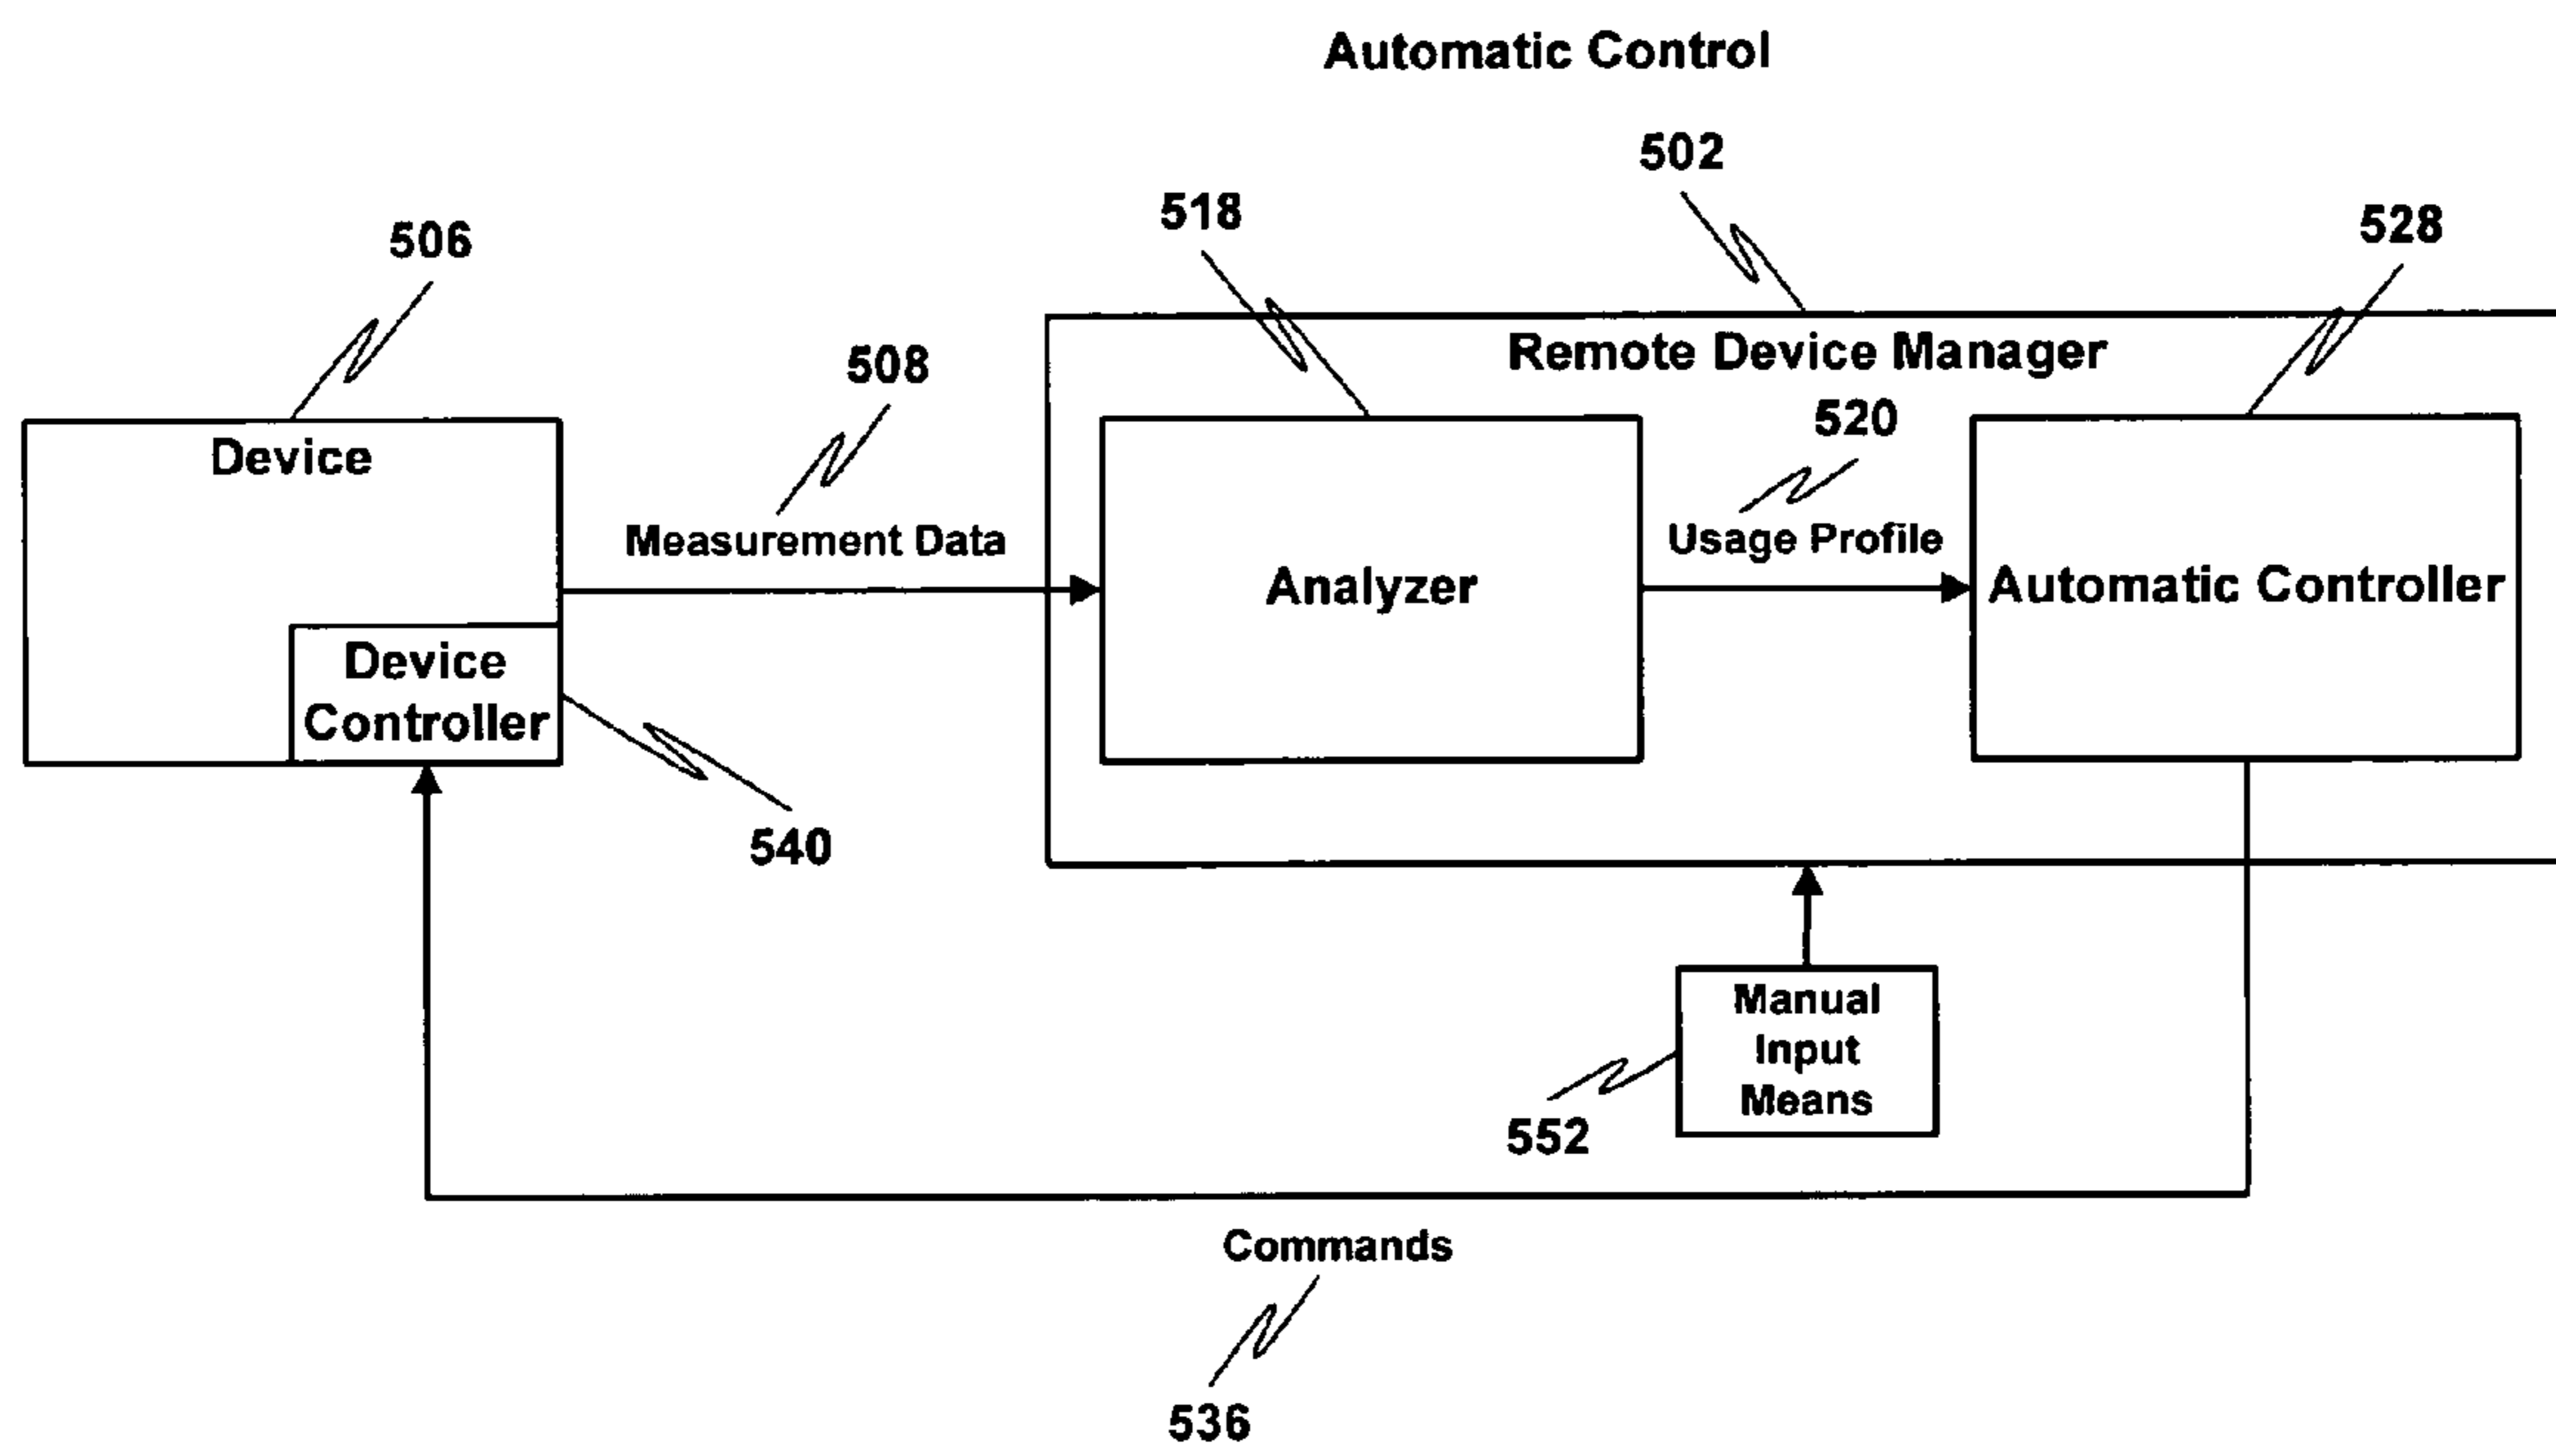 Automatic Control
502
518
528
506
508
Remote Device Manager
520
Device
Measurement Data
Usage Profile
Analyzer
Automatic Controller
Device
Controller
540
Manual
Input
Means
552
Commands
536